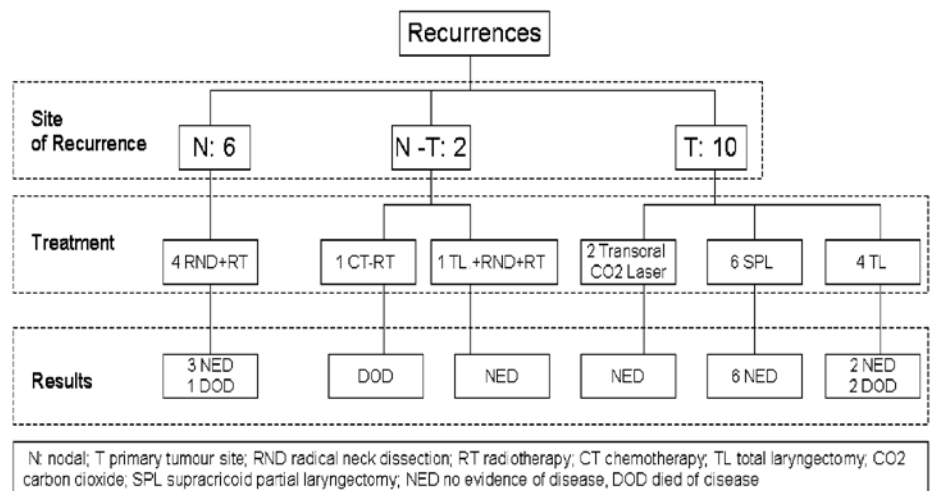 Recurrences
Site
of Recurrence
N: 6
N -T: 2
T: 10
Treatment
4 RND+RT
1 CT-RT
1 TL.+RND+RT
2 Transoral
CO2 Laser
6 SPL
4 TL
Results
3 NED
1 DOD
DOD
NED
NED
6 NED
2 NED
2 DOD
N: nodal; T primary tumour site; RND radical neck dissection; RT radiotherapy; CT chemotherapy; TL total laryngectomy; CO2
carbon dioxide; SPL supracricoid partial laryngectomy; NED no evidence of disease, DOD died of disease